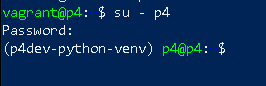 vagrant@p4:~$ su - p4
Password:
(p4dev-python-venv) p4@p4:~$